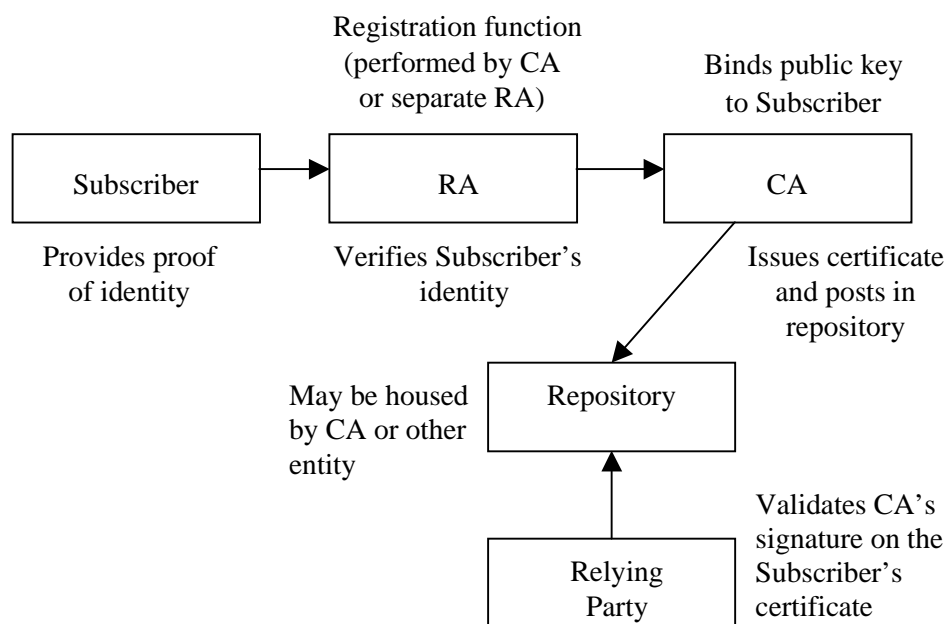 Registration function
(performed by CA
or separate RA)
Binds public key
to Subscriber
Subscriber
RA
CA
Provides proof
of identity
Verifies Subscriber’s
identity
Issues certificate
and posts in
repository
May be housed
by CA or other
entity
Repository
Validates CA’s
signature on the
Subscriber’s
certificate
Relying
Party